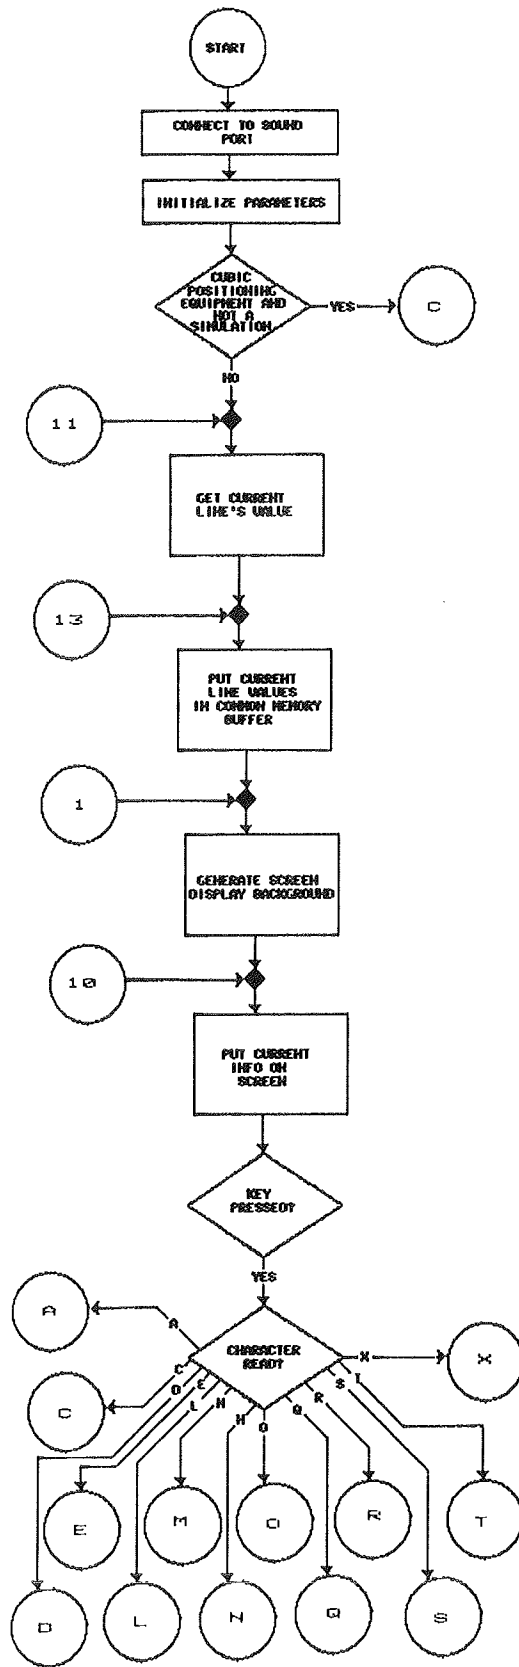 START
CONNECT TO SOUND
PORT
INITIALIZE PARAMETERS
CUBIC
POSITIONING
EQUIPMENT AND
NOT A
SIMULATION
YES
C
NO
11
GET CURRENT
LINE'S VALUE
13
PUT CURRENT
LINE VALUES
IN COMMON MEMORY
BUFFER
1
GENERATE SCREEN
DISPLAY BACKGROUND
10
PUT CURRENT
INFO ON
SCREEN
KEY
PRESSED?
YES
A
A
CHARACTER
READ?
X
X
C
C
D
E
L
M
N
O
Q
R
S
T
E
M
O
R
T
D
L
N
Q
S